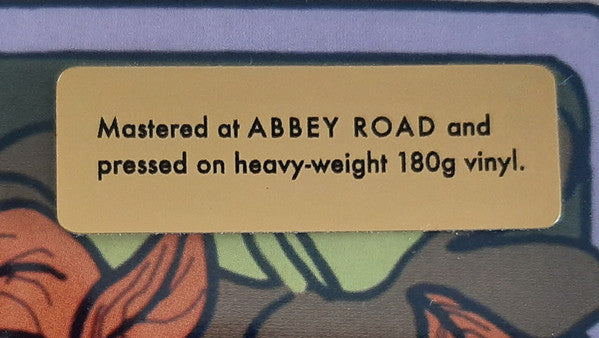 Mastered at ABBEY ROAD and
pressed on heavy-weight 180g vinyl.